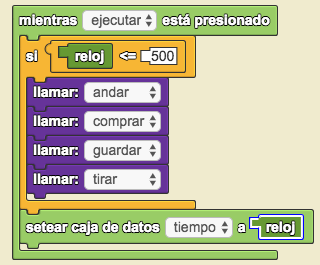 mientras ejecutar está presionado
si reloj <= 500
llamar: andar
llamar: comprar
llamar: guardar
llamar: tirar
setear caja de datos tiempo a reloj